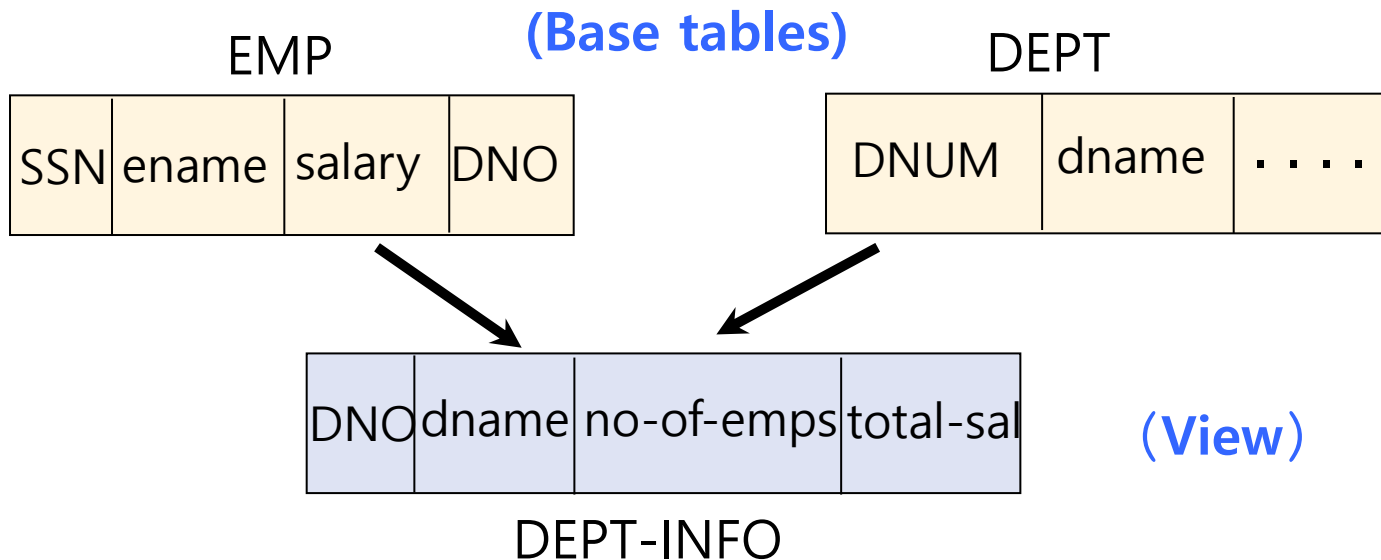 (Base tables)
EMP
DEPT
SSN ename salary DNO
DNUM dname ....
DNO dname no-of-emps total-sal
(View)
DEPT-INFO